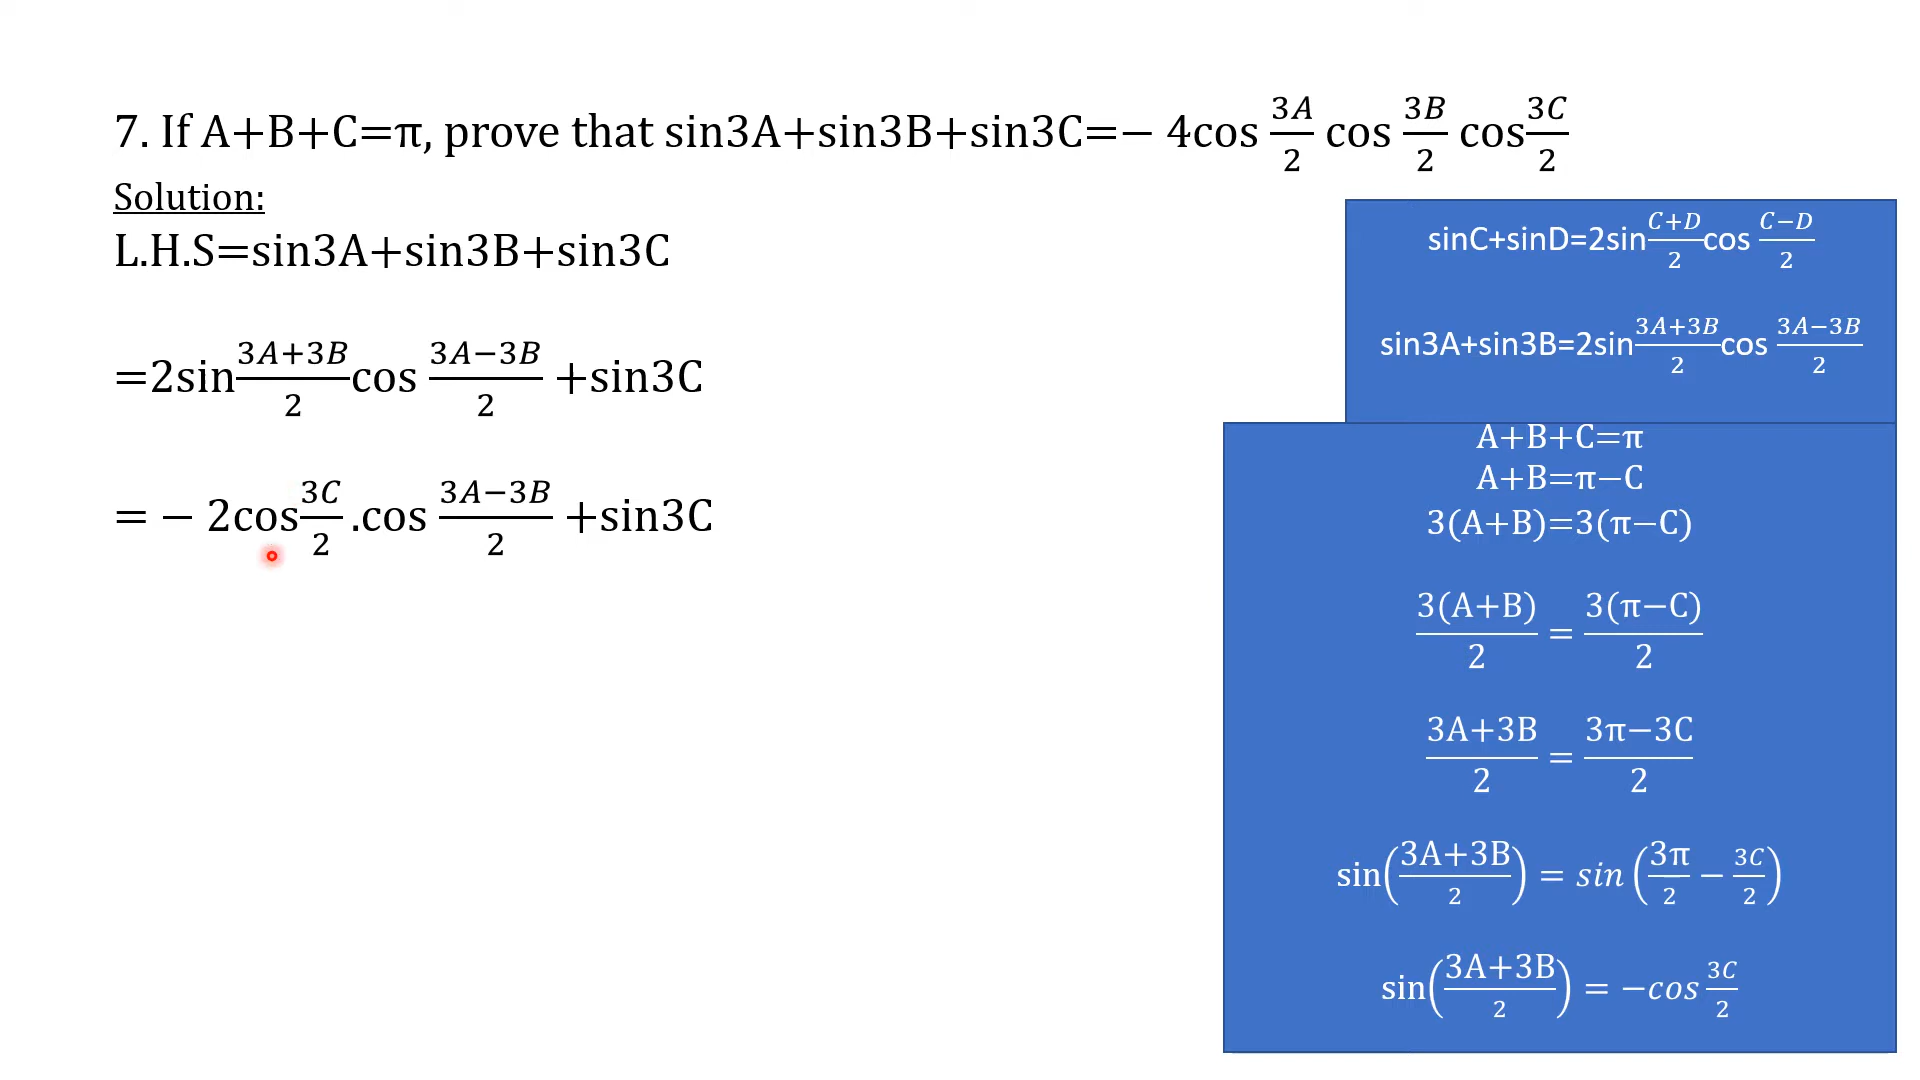 7. If A+B+C=π, prove that sin3A+sin3B+sin3C=− 4cos 3A/2 cos 3B/2 cos 3C/2
Solution:
L.H.S=sin3A+sin3B+sin3C
=2sin (3A+3B)/2 cos (3A−3B)/2 +sin3C
=− 2cos 3C/2 .cos (3A−3B)/2 +sin3C
sinC+sinD=2sin (C+D)/2 cos (C−D)/2
sin3A+sin3B=2sin (3A+3B)/2 cos (3A−3B)/2
A+B+C=π
A+B=π−C
3(A+B)=3(π−C)
3(A+B)/2 = 3(π−C)/2
(3A+3B)/2 = (3π−3C)/2
sin((3A+3B)/2) = sin (3π/2 − 3C/2)
sin((3A+3B)/2) = −cos 3C/2